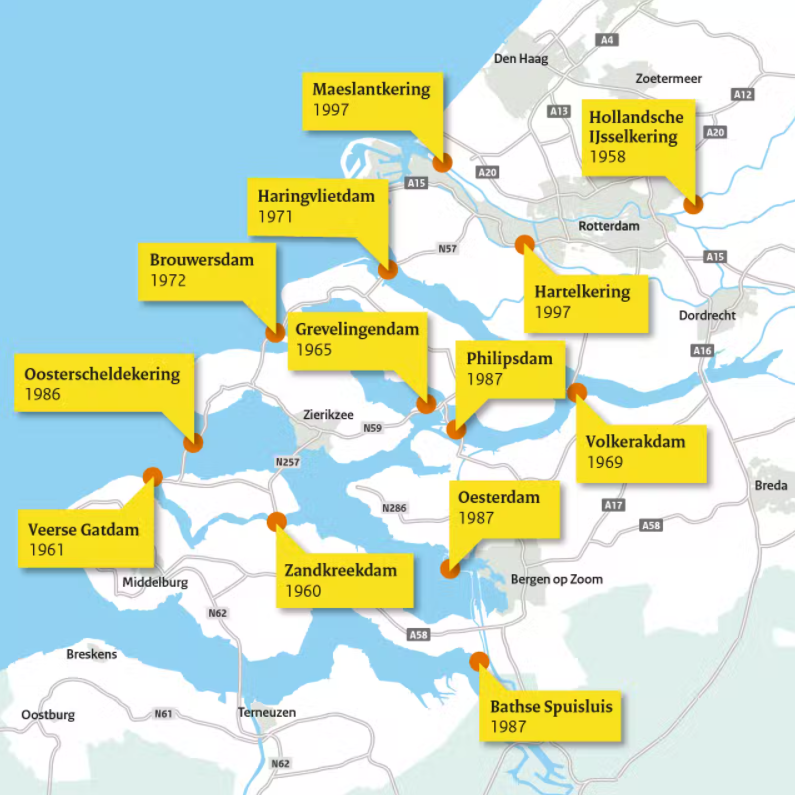 Den Haag
A4
Zoetermeer
A12
Maeslantkering
1997
A13
Hollandsche
IJsselkering
1958
A20
A20
A15
Haringvlietdam
1971
Rotterdam
N57
A15
Brouwersdam
1972
Hartelkering
1997
Dordrecht
Grevelingendam
1965
Philipsdam
1987
A16
Oosterscheldekering
1986
Zierikzee
N59
Volkerakdam
1969
N257
Breda
Oesterdam
1987
N286
A17
A58
Veerse Gatdam
1961
Zandkreekdam
1960
Middelburg
Bergen op Zoom
N62
A58
Breskens
Bathse Spuisluis
1987
Oostburg
N61
Terneuzen
N62